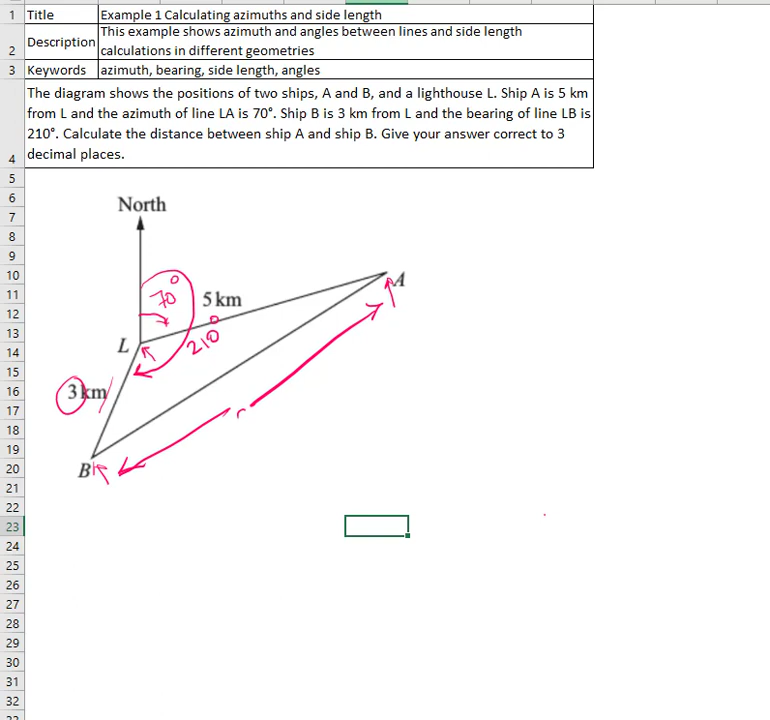 1 Title Example 1 Calculating azimuths and side length
2 Description This example shows azimuth and angles between lines and side length
calculations in different geometries
3 Keywords azimuth, bearing, side length, angles
The diagram shows the positions of two ships, A and B, and a lighthouse L. Ship A is 5 km
from L and the azimuth of line LA is 70°. Ship B is 3 km from L and the bearing of line LB is
210°. Calculate the distance between ship A and ship B. Give your answer correct to 3
4 decimal places.
5
6 North
7
8
9
10 A
11 70° 5 km
12
13 210°
14 L
15
16 3 km
17
18
19
20 B
21
22
23
24
25
26
27
28
29
30
31
32